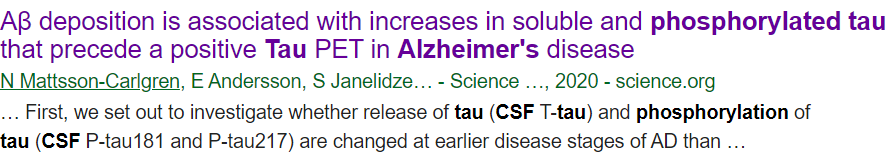 Aβ deposition is associated with increases in soluble and phosphorylated tau
that precede a positive Tau PET in Alzheimer's disease
N Mattsson-Carlgren, E Andersson, S Janelidze… - Science …, 2020 - science.org
… First, we set out to investigate whether release of tau (CSF T-tau) and phosphorylation of
tau (CSF P-tau181 and P-tau217) are changed at earlier disease stages of AD than …